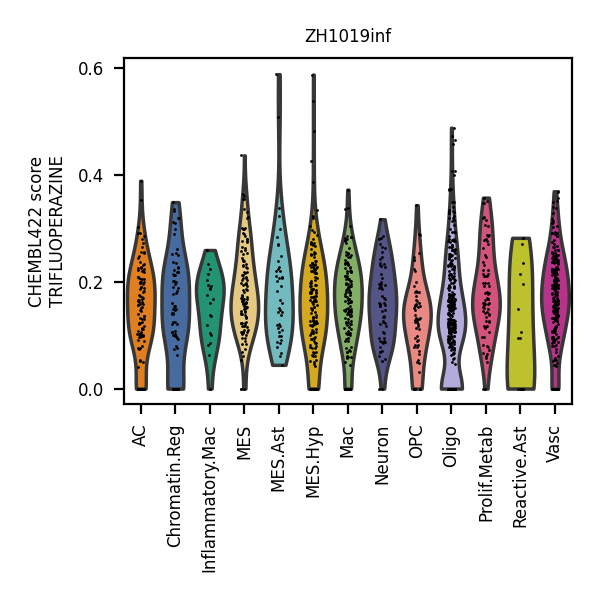 ZH1019inf
CHEMBL422 score
TRIFLUOPERAZINE
0.6
0.4
0.2
0.0
AC
Chromatin.Reg
Inflammatory.Mac
MES
MES.Ast
MES.Hyp
Mac
Neuron
OPC
Oligo
Prolif.Metab
Reactive.Ast
Vasc